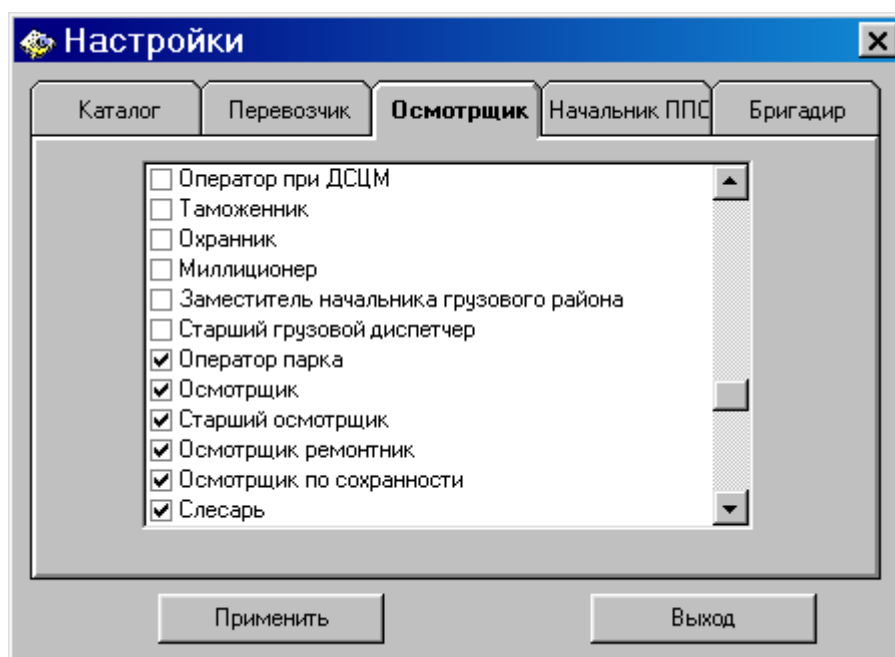 Настройки
Каталог
Перевозчик
Осмотрщик
Начальник ППС
Бригадир
Оператор при ДСЦМ
Таможенник
Охранник
Миллиционер
Заместитель начальника грузового района
Старший грузовой диспетчер
Оператор парка
Осмотрщик
Старший осмотрщик
Осмотрщик ремонтник
Осмотрщик по сохранности
Слесарь
Применить
Выход